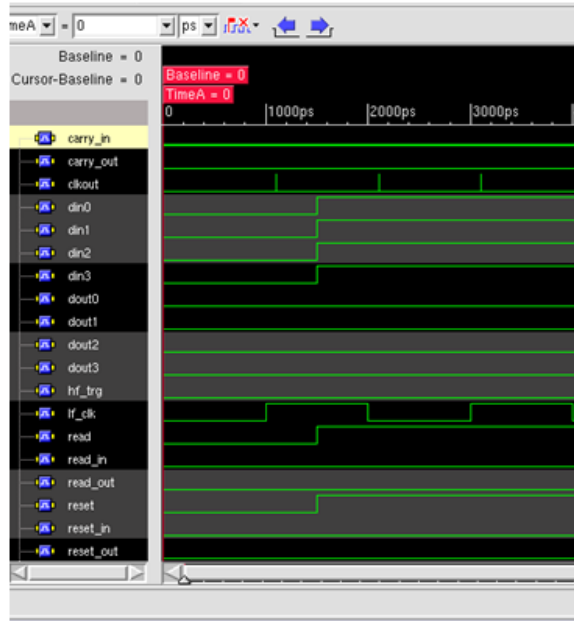 meA = 0 ps
Baseline = 0
Cursor-Baseline = 0
Baseline = 0
TimeA = 0
0 1000ps 2000ps 3000ps
carry_in
carry_out
clkout
din0
din1
din2
din3
dout0
dout1
dout2
dout3
hf_trg
lf_clk
read
read_in
read_out
reset
reset_in
reset_out